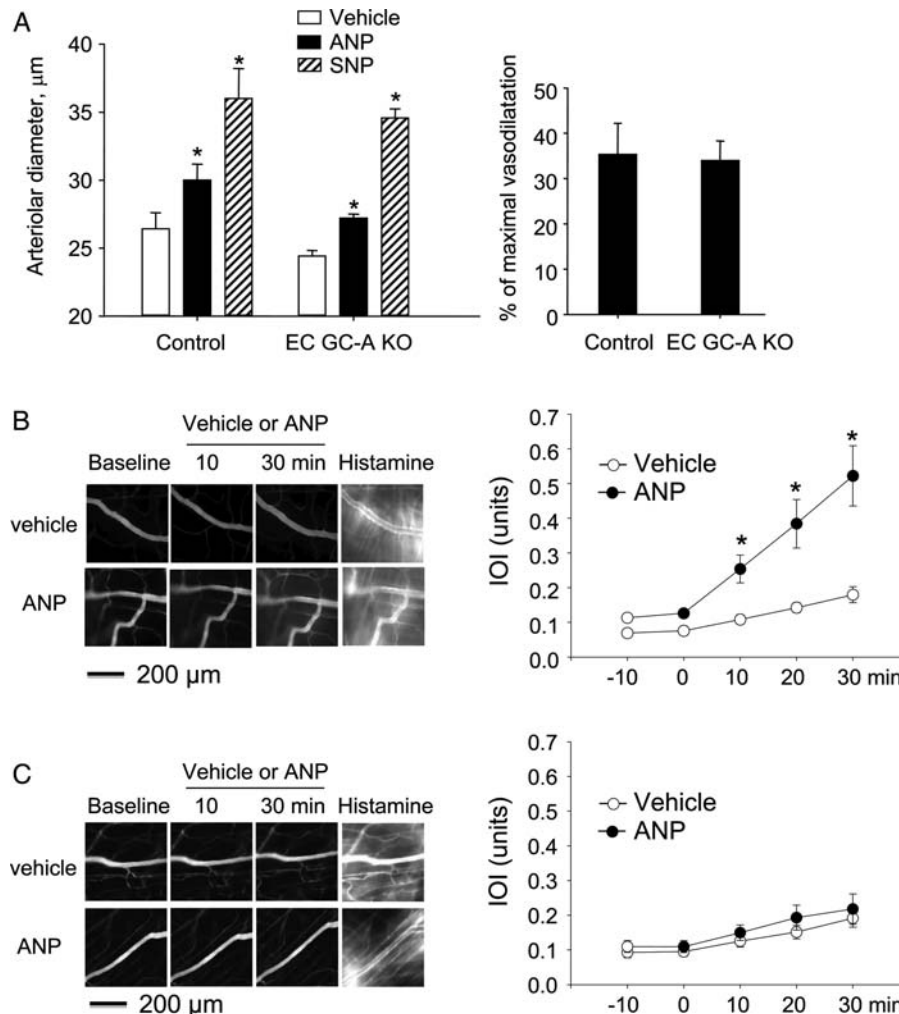 A
Vehicle
ANP
SNP
Arteriolar diameter, μm
40
35
30
25
20
*
*
*
*
Control
EC GC-A KO
% of maximal vasodilatation
50
40
30
20
10
0
Control
EC GC-A KO
B
Vehicle or ANP
Baseline
10
30 min
Histamine
vehicle
ANP
200 μm
IOI (units)
0.7
0.6
0.5
0.4
0.3
0.2
0.1
0.0
Vehicle
ANP
*
*
*
-10
0
10
20
30 min
C
Vehicle or ANP
Baseline
10
30 min
Histamine
vehicle
ANP
200 μm
IOI (units)
0.7
0.6
0.5
0.4
0.3
0.2
0.1
0.0
Vehicle
ANP
-10
0
10
20
30 min